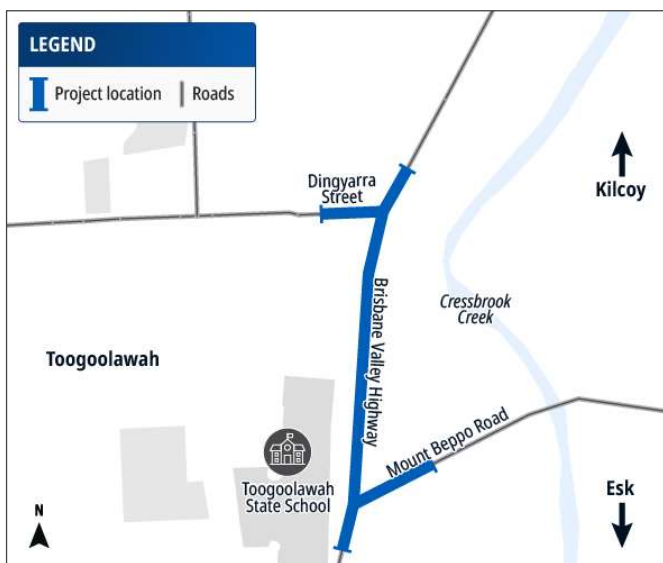 LEGEND
Project location
Roads
Dingyarra
Street
Kilcoy
Brisbane Valley Highway
Cressbrook
Creek
Toogoolawah
Mount Beppo Road
Toogoolawah
State School
Esk
N